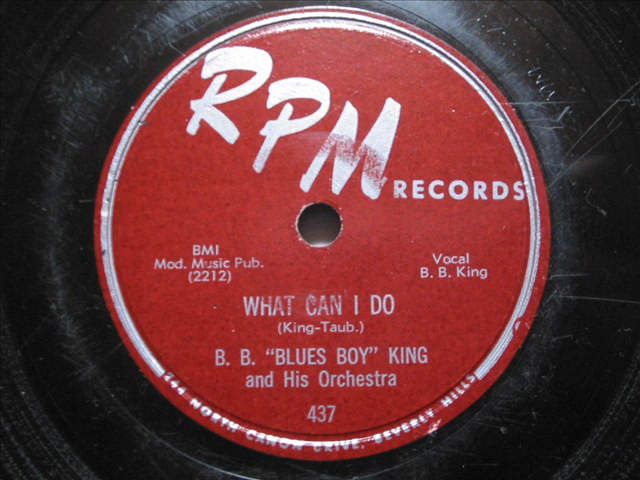 RPM
RECORDS
BMI
Mod. Music Pub.
(2212)
Vocal
B. B. King
WHAT CAN I DO
(King-Taub.)
B. B. "BLUES BOY" KING
and His Orchestra
437
NORTH CANON DRIVE, BEVERLY HILLS